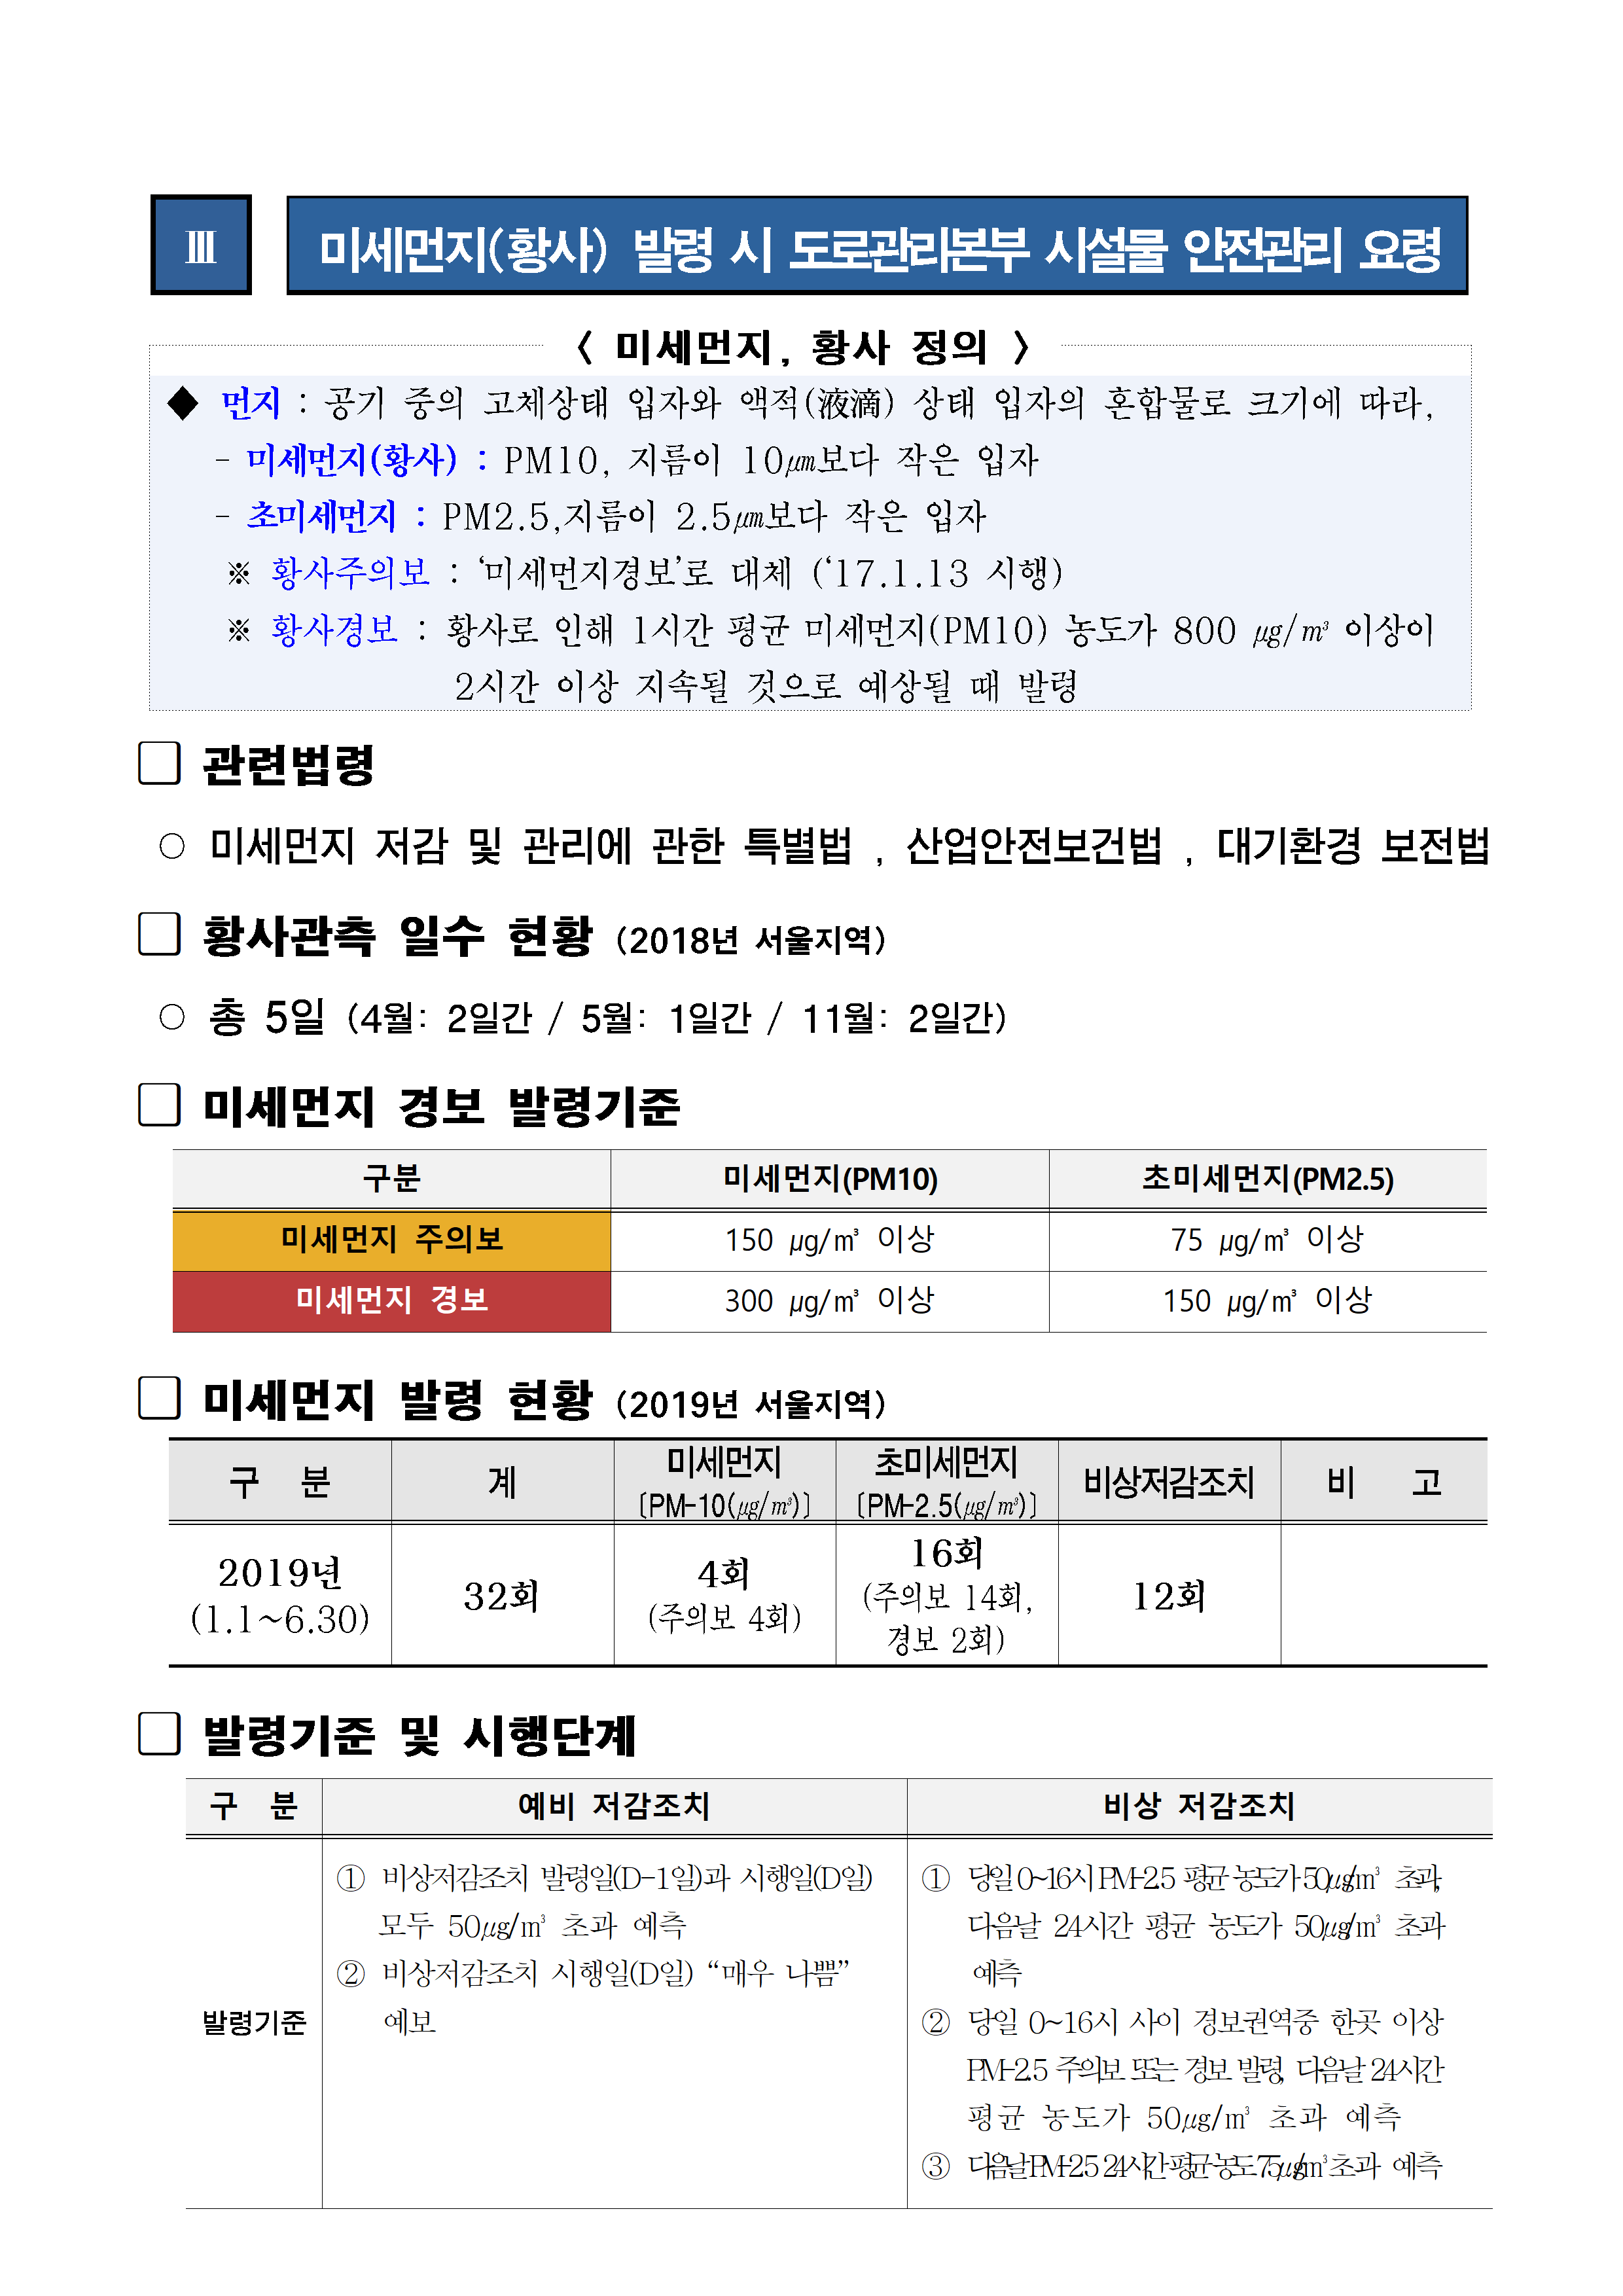 Ⅲ
미세먼지(황사) 발령 시 도로관리본부 시설물 안전관리 요령
< 미세먼지, 황사 정의 >
◆ 먼지 : 공기 중의 고체상태 입자와 액적(液滴) 상태 입자의 혼합물로 크기에 따라,
- 미세먼지(황사) : PM10, 지름이 10㎛보다 작은 입자
- 초미세먼지 : PM2.5,지름이 2.5㎛보다 작은 입자
※ 황사주의보 : ‘미세먼지경보’로 대체 (‘17.1.13 시행)
※ 황사경보 : 황사로 인해 1시간 평균 미세먼지(PM10) 농도가 800 ㎍/㎥ 이상이
2시간 이상 지속될 것으로 예상될 때 발령
□ 관련법령
○ 미세먼지 저감 및 관리에 관한 특별법 , 산업안전보건법 , 대기환경 보전법
□ 황사관측 일수 현황 (2018년 서울지역)
○ 총 5일 (4월: 2일간 / 5월: 1일간 / 11월: 2일간)
□ 미세먼지 경보 발령기준
구분 미세먼지(PM10) 초미세먼지(PM2.5)
미세먼지 주의보 150 ㎍/㎥ 이상 75 ㎍/㎥ 이상
미세먼지 경보 300 ㎍/㎥ 이상 150 ㎍/㎥ 이상
□ 미세먼지 발령 현황 (2019년 서울지역)
구 분 계 미세먼지 초미세먼지 비상저감조치 비 고
〔PM-10(㎍/㎥)〕 〔PM-2.5(㎍/㎥)〕
2019년 32회 4회 16회 12회
(1.1~6.30) (주의보 4회) (주의보 14회,
경보 2회)
□ 발령기준 및 시행단계
구 분 예비 저감조치 비상 저감조치
발령기준
① 비상저감조치 발령일(D-1일)과 시행일(D일)
모두 50㎍/㎥ 초과 예측
② 비상저감조치 시행일(D일) “매우 나쁨”
예보
① 당일 0~16시 PM-2.5 평균 농도가 50㎍/㎥ 초과,
다음날 24시간 평균 농도가 50㎍/㎥ 초과
예측
② 당일 0~16시 사이 경보권역중 한곳 이상
PM-2.5 주의보 또는 경보 발령, 다음날 24시간
평균 농도가 50㎍/㎥ 초과 예측
③ 다음날 PM-2.5 24시간 평균 농도 75㎍/㎥ 초과 예측